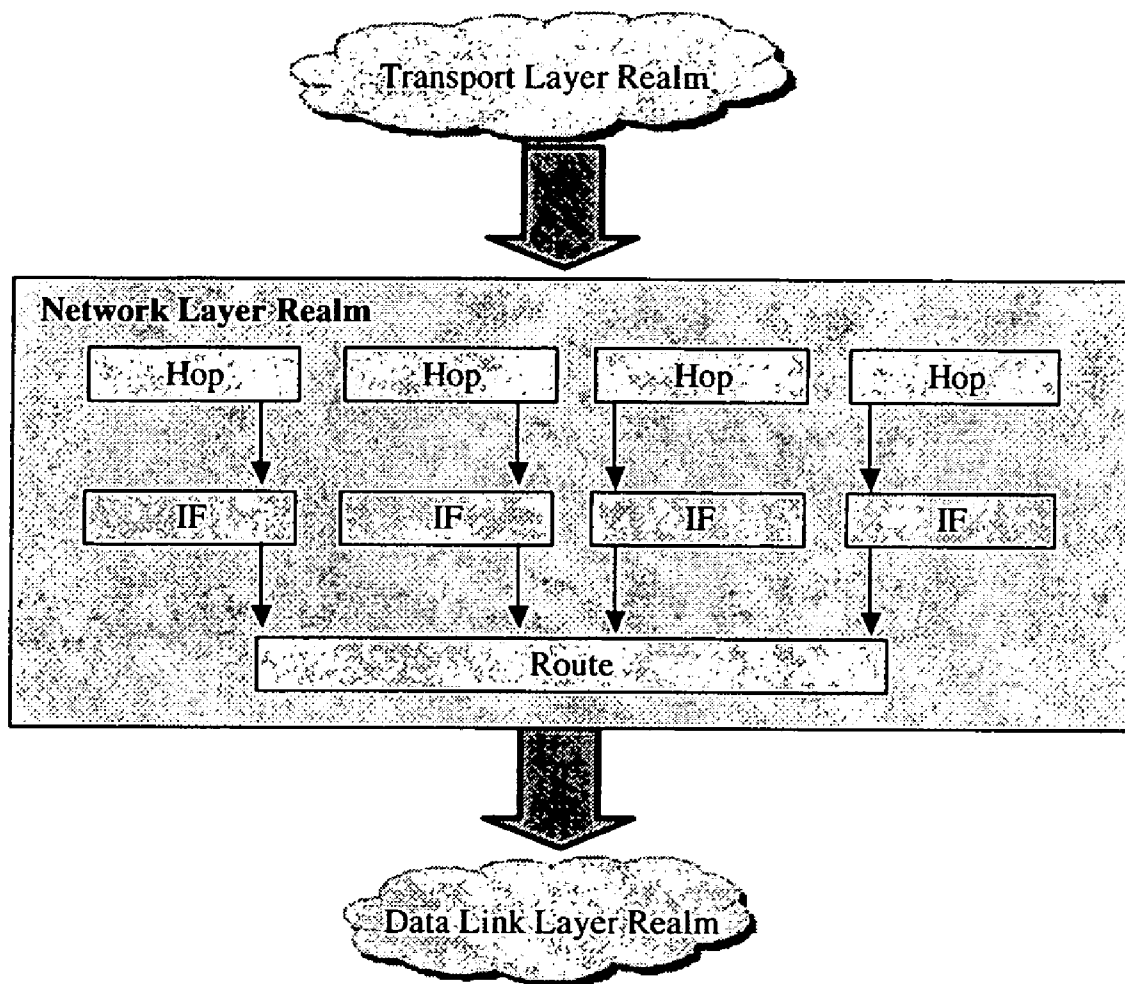 Transport Layer Realm
Network Layer Realm
Hop Hop Hop Hop
IF IF IF IF
Route
Data Link Layer Realm